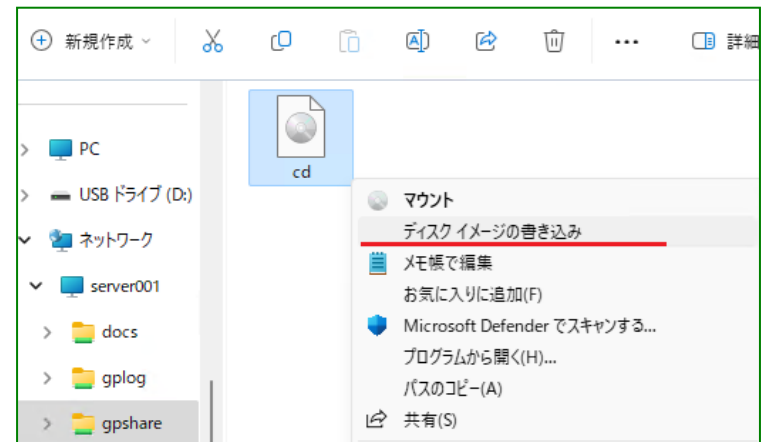 新規作成
詳細
PC
USB ドライブ (D:)
ネットワーク
server001
docs
gplog
gpshare
cd
マウント
ディスク イメージの書き込み
メモ帳で編集
お気に入りに追加(F)
Microsoft Defender でスキャンする...
プログラムから開く(H)...
パスのコピー(A)
共有(S)